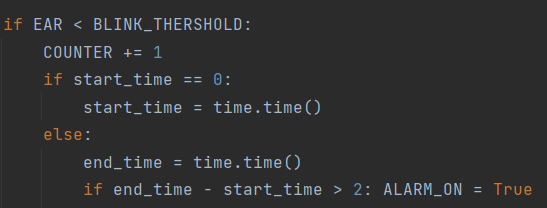 if EAR < BLINK_THERSHOLD:
    COUNTER += 1
    if start_time == 0:
        start_time = time.time()
    else:
        end_time = time.time()
        if end_time - start_time > 2: ALARM_ON = True